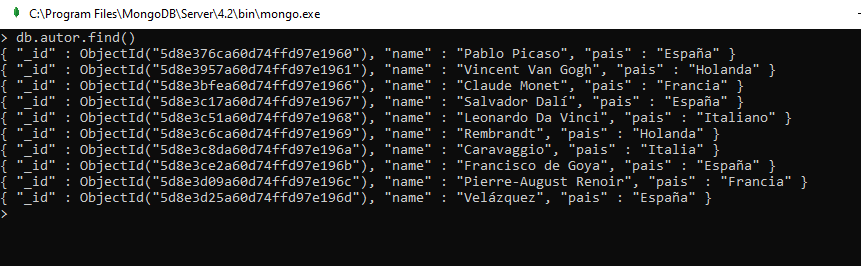 C:\Program Files\MongoDB\Server\4.2\bin\mongo.exe
> db.autor.find()
{ "_id" : ObjectId("5d8e376ca60d74ffd97e1960"), "name" : "Pablo Picaso", "pais" : "España" }
{ "_id" : ObjectId("5d8e3957a60d74ffd97e1961"), "name" : "Vincent Van Gogh", "pais" : "Holanda" }
{ "_id" : ObjectId("5d8e3bfea60d74ffd97e1966"), "name" : "Claude Monet", "pais" : "Francia" }
{ "_id" : ObjectId("5d8e3c17a60d74ffd97e1967"), "name" : "Salvador Dalí", "pais" : "España" }
{ "_id" : ObjectId("5d8e3c51a60d74ffd97e1968"), "name" : "Leonardo Da Vinci", "pais" : "Italiano" }
{ "_id" : ObjectId("5d8e3c6ca60d74ffd97e1969"), "name" : "Rembrandt", "pais" : "Holanda" }
{ "_id" : ObjectId("5d8e3c8da60d74ffd97e196a"), "name" : "Caravaggio", "pais" : "Italia" }
{ "_id" : ObjectId("5d8e3ce2a60d74ffd97e196b"), "name" : "Francisco de Goya", "pais" : "España" }
{ "_id" : ObjectId("5d8e3d09a60d74ffd97e196c"), "name" : "Pierre-August Renoir", "pais" : "Francia" }
{ "_id" : ObjectId("5d8e3d25a60d74ffd97e196d"), "name" : "Velázquez", "pais" : "España" }
>